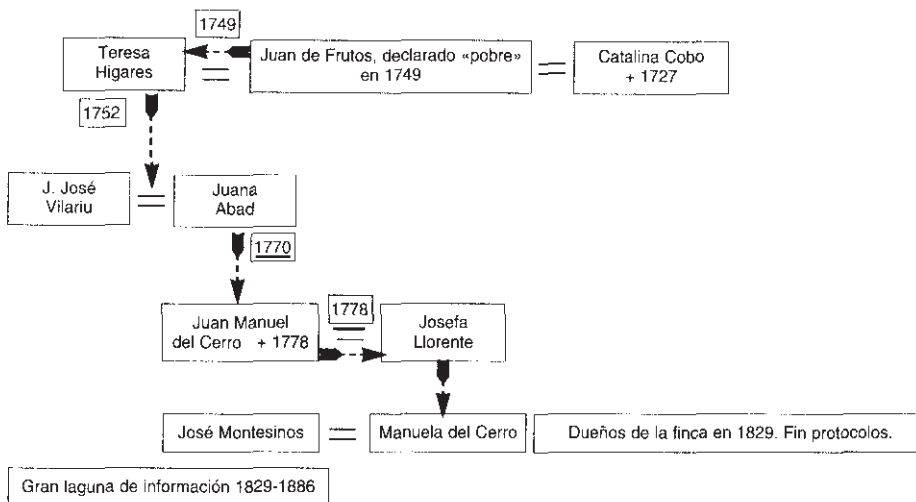 1749
Teresa
Higares
Juan de Frutos, declarado «pobre»
en 1749
Catalina Cobo
+ 1727
1752
J. José
Vilariu
Juana
Abad
1770
Juan Manuel
del Cerro + 1778
1778
Josefa
Llorente
José Montesinos
Manuela del Cerro
Dueños de la finca en 1829. Fin protocolos.
Gran laguna de información 1829-1886